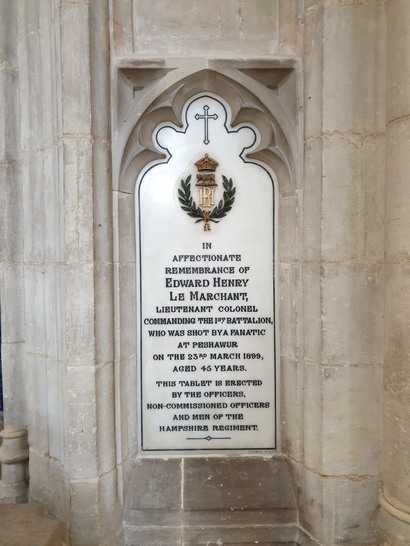 IN
AFFECTIONATE
REMEMBRANCE OF
EDWARD HENRY
LE MARCHANT,
LIEUTENANT COLONEL
COMMANDING THE 1ST BATTALION,
WHO WAS SHOT BY A FANATIC
AT PESHAWUR
ON THE 23RD MARCH 1899,
AGED 45 YEARS.
THIS TABLET IS ERECTED
BY THE OFFICERS,
NON-COMMISSIONED OFFICERS
AND MEN OF THE
HAMPSHIRE REGIMENT.